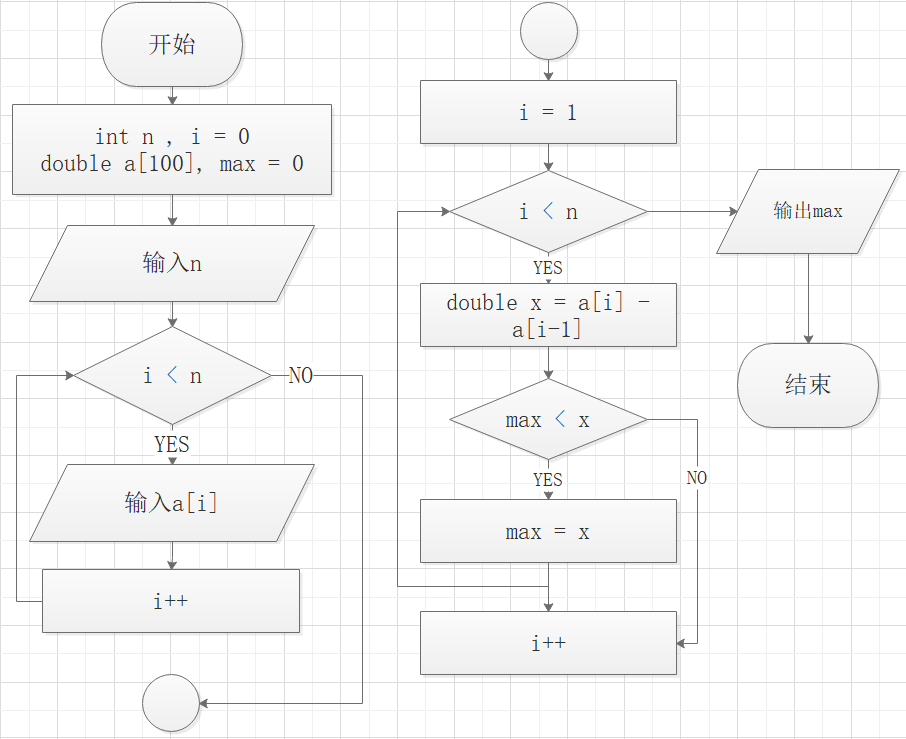 开始
int n , i = 0
double a[100], max = 0
输入n
i < n
NO
YES
输入a[i]
i++
i = 1
i < n
YES
double x = a[i] -
a[i-1]
max < x
YES
NO
max = x
i++
输出max
结束